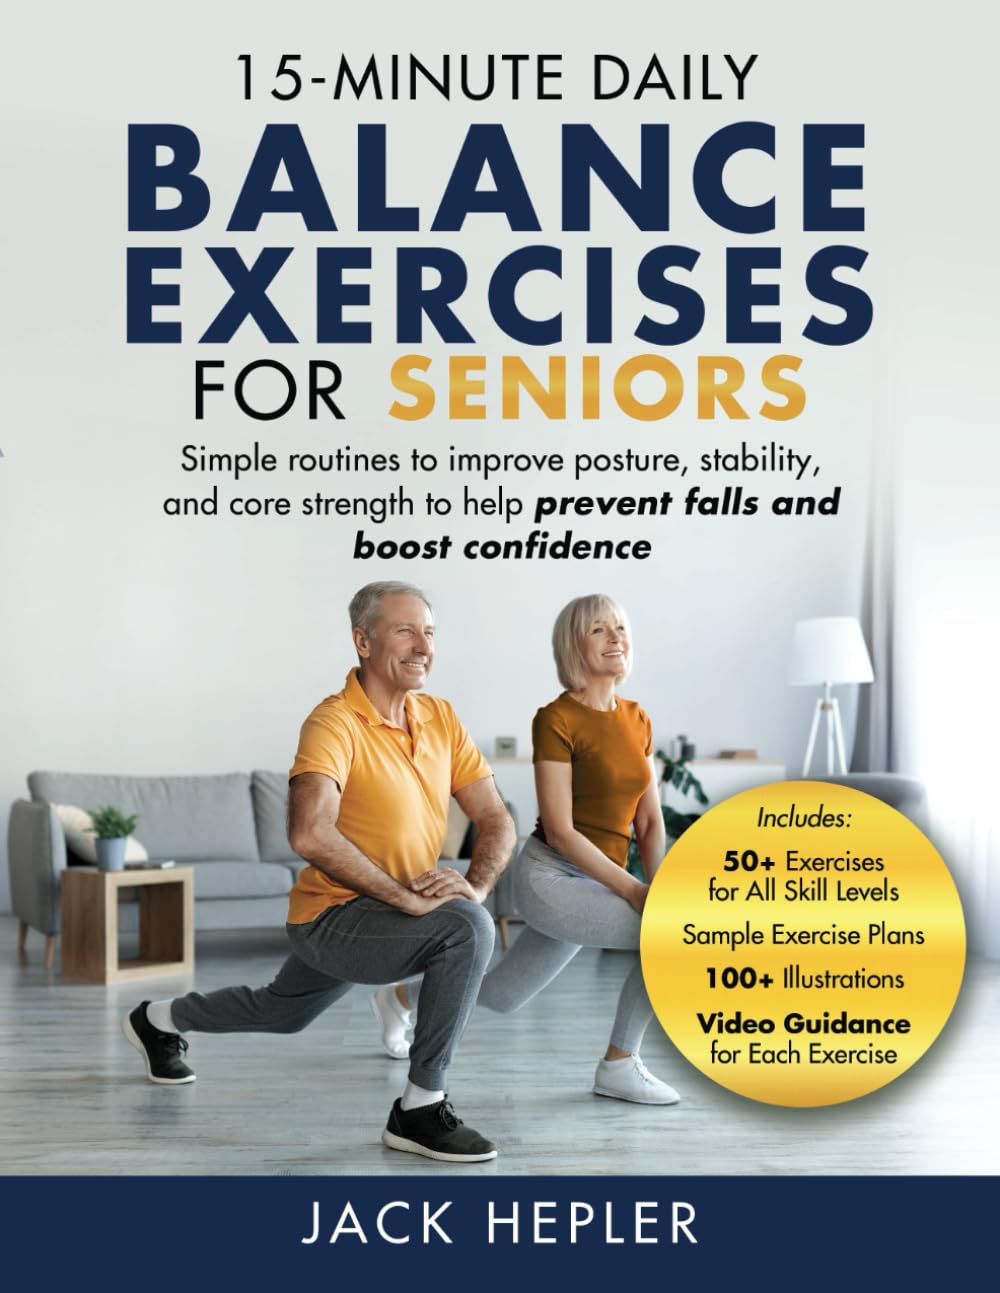 15-MINUTE DAILY
BALANCE
EXERCISES
FOR SENIORS
Simple routines to improve posture, stability,
and core strength to help prevent falls and
boost confidence
Includes:
50+ Exercises
for All Skill Levels
Sample Exercise Plans
100+ Illustrations
Video Guidance
for Each Exercise
JACK HEPLER